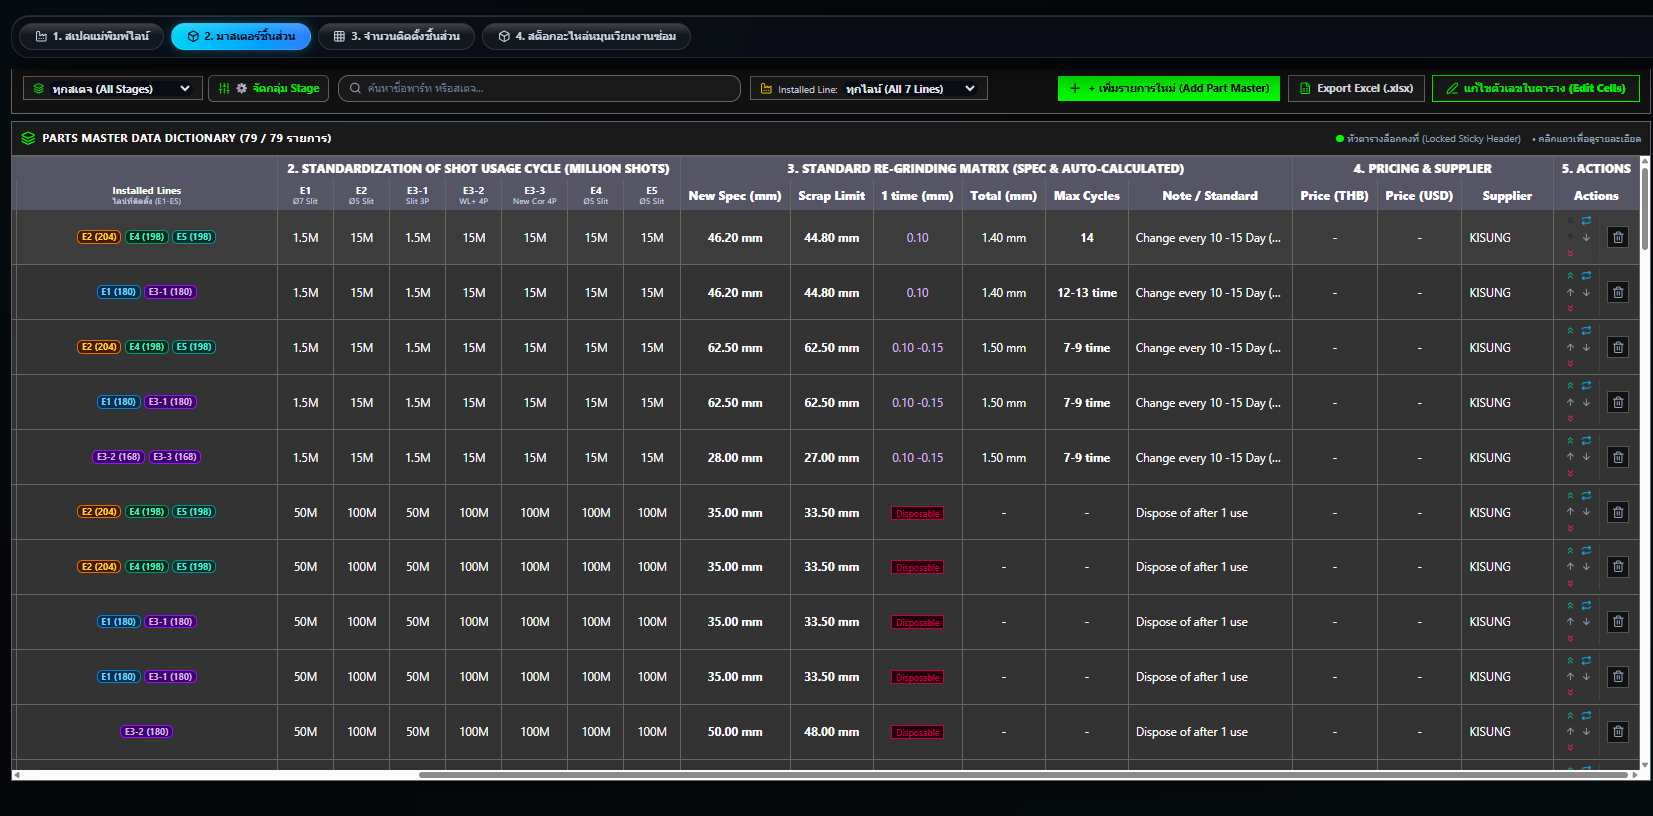 1. สเปคแม่พิมพ์ไลน์ 2. มาสเตอร์ชิ้นส่วน 3. จำนวนติดตั้งชิ้นส่วน 4. สต็อกอะไหล่หมุนเวียนงานซ่อม
ทุกสเตจ (All Stages) จัดกลุ่ม Stage ค้นหาชื่อพาร์ท หรือสเตจ... Installed Line: ทุกไลน์ (All 7 Lines) + + เพิ่มรายการใหม่ (Add Part Master) Export Excel (.xlsx) แก้ไขตัวเลขในตาราง (Edit Cells)
PARTS MASTER DATA DICTIONARY (79 / 79 รายการ) หัวตารางล็อกคงที่ (Locked Sticky Header) • คลิกแถวเพื่อดูรายละเอียด
2. STANDARDIZATION OF SHOT USAGE CYCLE (MILLION SHOTS) 3. STANDARD RE-GRINDING MATRIX (SPEC & AUTO-CALCULATED) 4. PRICING & SUPPLIER 5. ACTIONS
Installed Lines E1 E2 E3-1 E3-2 E3-3 E4 E5 New Spec (mm) Scrap Limit 1 time (mm) Total (mm) Max Cycles Note / Standard Price (THB) Price (USD) Supplier Actions
ไลน์ที่ติดตั้ง (E1-E5) Ø7 Slit Ø5 Slit Slit 3P WL+ 4P New Cor 4P Ø5 Slit Ø5 Slit
E2 (204) E4 (198) E5 (198) 1.5M 15M 1.5M 15M 15M 15M 15M 46.20 mm 44.80 mm 0.10 1.40 mm 14 Change every 10 -15 Day (... - - KISUNG
E1 (180) E3-1 (180) 1.5M 15M 1.5M 15M 15M 15M 15M 46.20 mm 44.80 mm 0.10 1.40 mm 12-13 time Change every 10 -15 Day (... - - KISUNG
E2 (204) E4 (198) E5 (198) 1.5M 15M 1.5M 15M 15M 15M 15M 62.50 mm 62.50 mm 0.10 -0.15 1.50 mm 7-9 time Change every 10 -15 Day (... - - KISUNG
E1 (180) E3-1 (180) 1.5M 15M 1.5M 15M 15M 15M 15M 62.50 mm 62.50 mm 0.10 -0.15 1.50 mm 7-9 time Change every 10 -15 Day (... - - KISUNG
E3-2 (168) E3-3 (168) 1.5M 15M 1.5M 15M 15M 15M 15M 28.00 mm 27.00 mm 0.10 -0.15 1.50 mm 7-9 time Change every 10 -15 Day (... - - KISUNG
E2 (204) E4 (198) E5 (198) 50M 100M 50M 100M 100M 100M 100M 35.00 mm 33.50 mm Disposable - - Dispose of after 1 use - - KISUNG
E2 (204) E4 (198) E5 (198) 50M 100M 50M 100M 100M 100M 100M 35.00 mm 33.50 mm Disposable - - Dispose of after 1 use - - KISUNG
E1 (180) E3-1 (180) 50M 100M 50M 100M 100M 100M 100M 35.00 mm 33.50 mm Disposable - - Dispose of after 1 use - - KISUNG
E1 (180) E3-1 (180) 50M 100M 50M 100M 100M 100M 100M 35.00 mm 33.50 mm Disposable - - Dispose of after 1 use - - KISUNG
E3-2 (180) 50M 100M 50M 100M 100M 100M 100M 50.00 mm 48.00 mm Disposable - - Dispose of after 1 use - - KISUNG